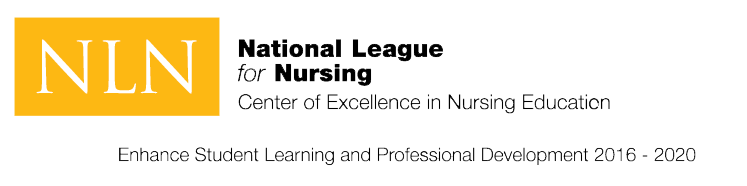 NLN
National League
for Nursing
Center of Excellence in Nursing Education
Enhance Student Learning and Professional Development 2016 - 2020